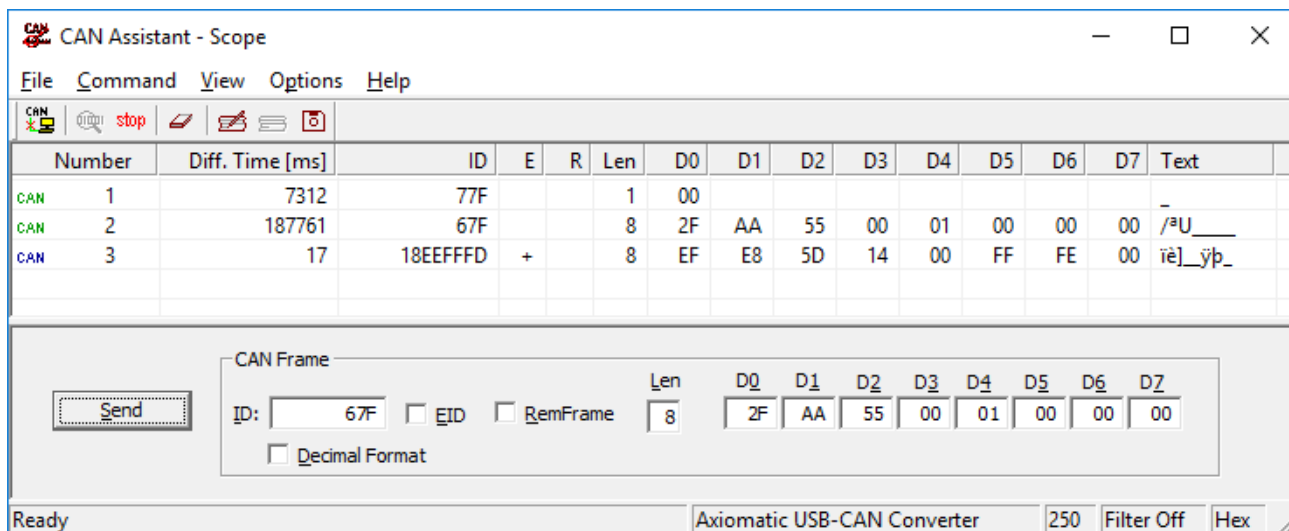 CAN Assistant - Scope
File Command View Options Help
CAN stop
Number Diff. Time [ms] ID E R Len D0 D1 D2 D3 D4 D5 D6 D7 Text
CAN 1 7312 77F 1 00 _
CAN 2 187761 67F 8 2F AA 55 00 01 00 00 00 /ªU_____
CAN 3 17 18EEFFFD + 8 EF E8 5D 14 00 FF FE 00 ïè]__ÿþ_
CAN Frame
Len D0 D1 D2 D3 D4 D5 D6 D7
Send ID: 67F EID RemFrame 8 2F AA 55 00 01 00 00 00
Decimal Format
Ready Axiomatic USB-CAN Converter 250 Filter Off Hex